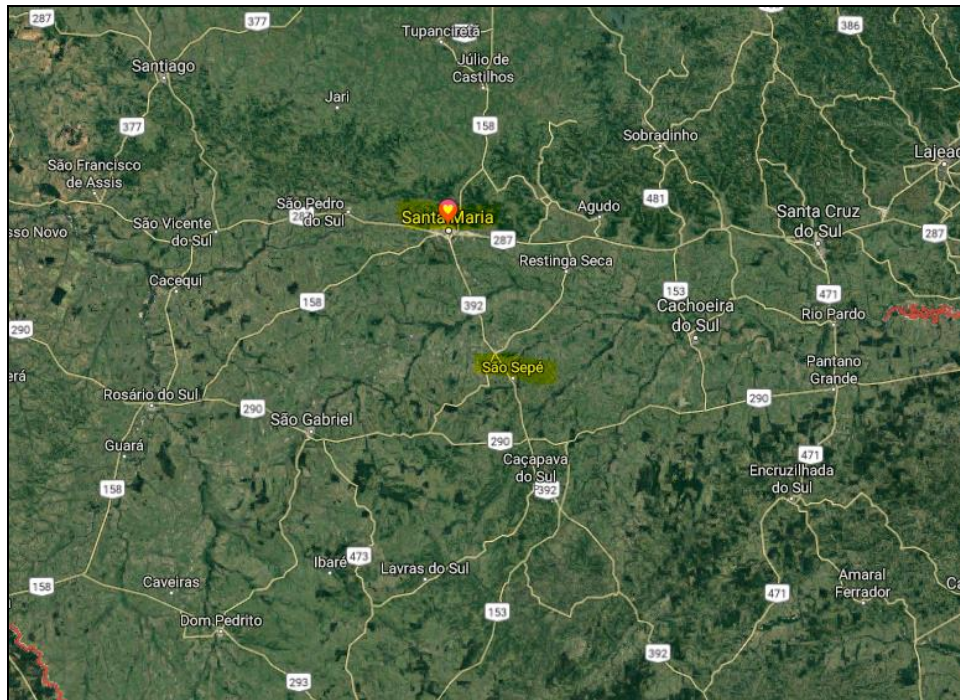 287
377
Tupanciretã
386
Santiago
Júlio de
Castilhos
Jari
377
158
Sobradinho
São Francisco
de Assis
481
São Pedro
do Sul
Santa Maria
Agudo
Santa Cruz
do Sul
São Vicente
do Sul
287
287
Restinga Seca
Cacequi
158
392
153
471
Cachoeira
do Sul
Rio Pardo
290
São Sepé
Pantano
Grande
Rosário do Sul
290
290
São Gabriel
290
Guará
Caçapava
do Sul
392
471
Encruzilhada
do Sul
158
Ibaré
473
Lavras do Sul
158
Caveiras
Amaral
Ferrador
471
153
Dom Pedrito
392
293